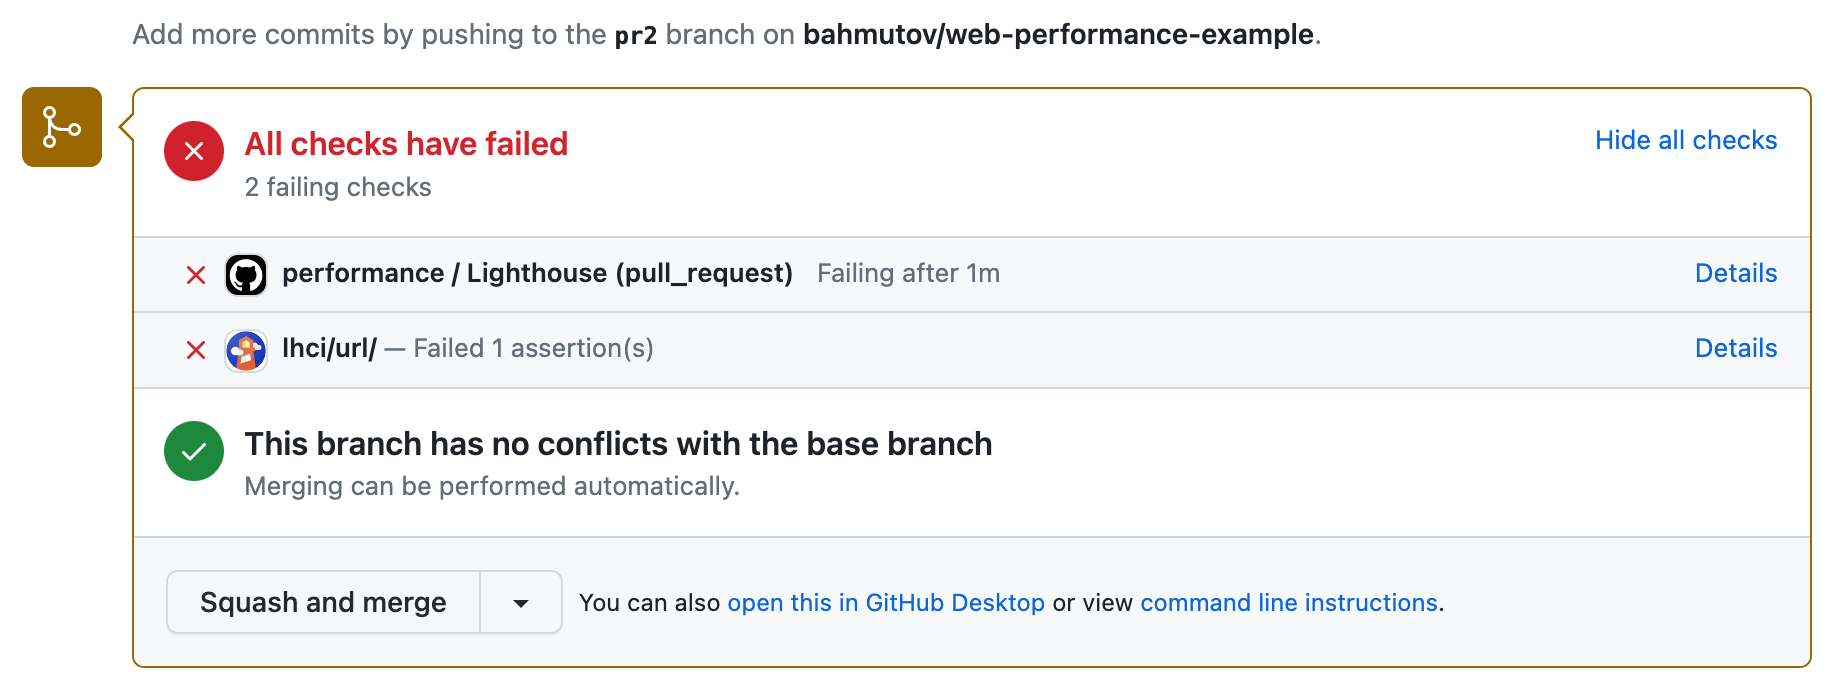 Add more commits by pushing to the pr2 branch on bahmutov/web-performance-example.
All checks have failed
Hide all checks
2 failing checks
performance / Lighthouse (pull_request) Failing after 1m Details
lhci/url/ — Failed 1 assertion(s) Details
This branch has no conflicts with the base branch
Merging can be performed automatically.
Squash and merge You can also open this in GitHub Desktop or view command line instructions.